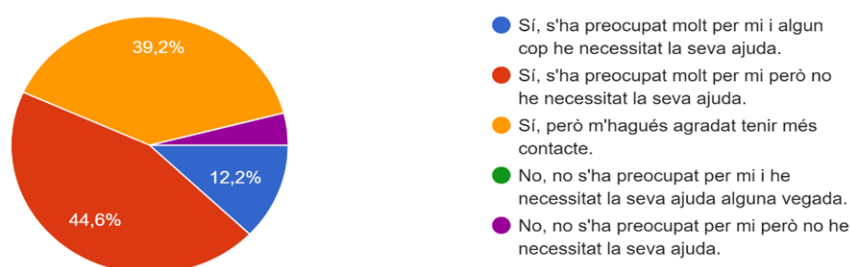 39,2%
12,2%
44,6%
Sí, s'ha preocupat molt per mi i algun
cop he necessitat la seva ajuda.
Sí, s'ha preocupat molt per mi però no
he necessitat la seva ajuda.
Sí, però m'hagués agradat tenir més
contacte.
No, no s'ha preocupat per mi i he
necessitat la seva ajuda alguna vegada.
No, no s'ha preocupat per mi però no he
necessitat la seva ajuda.